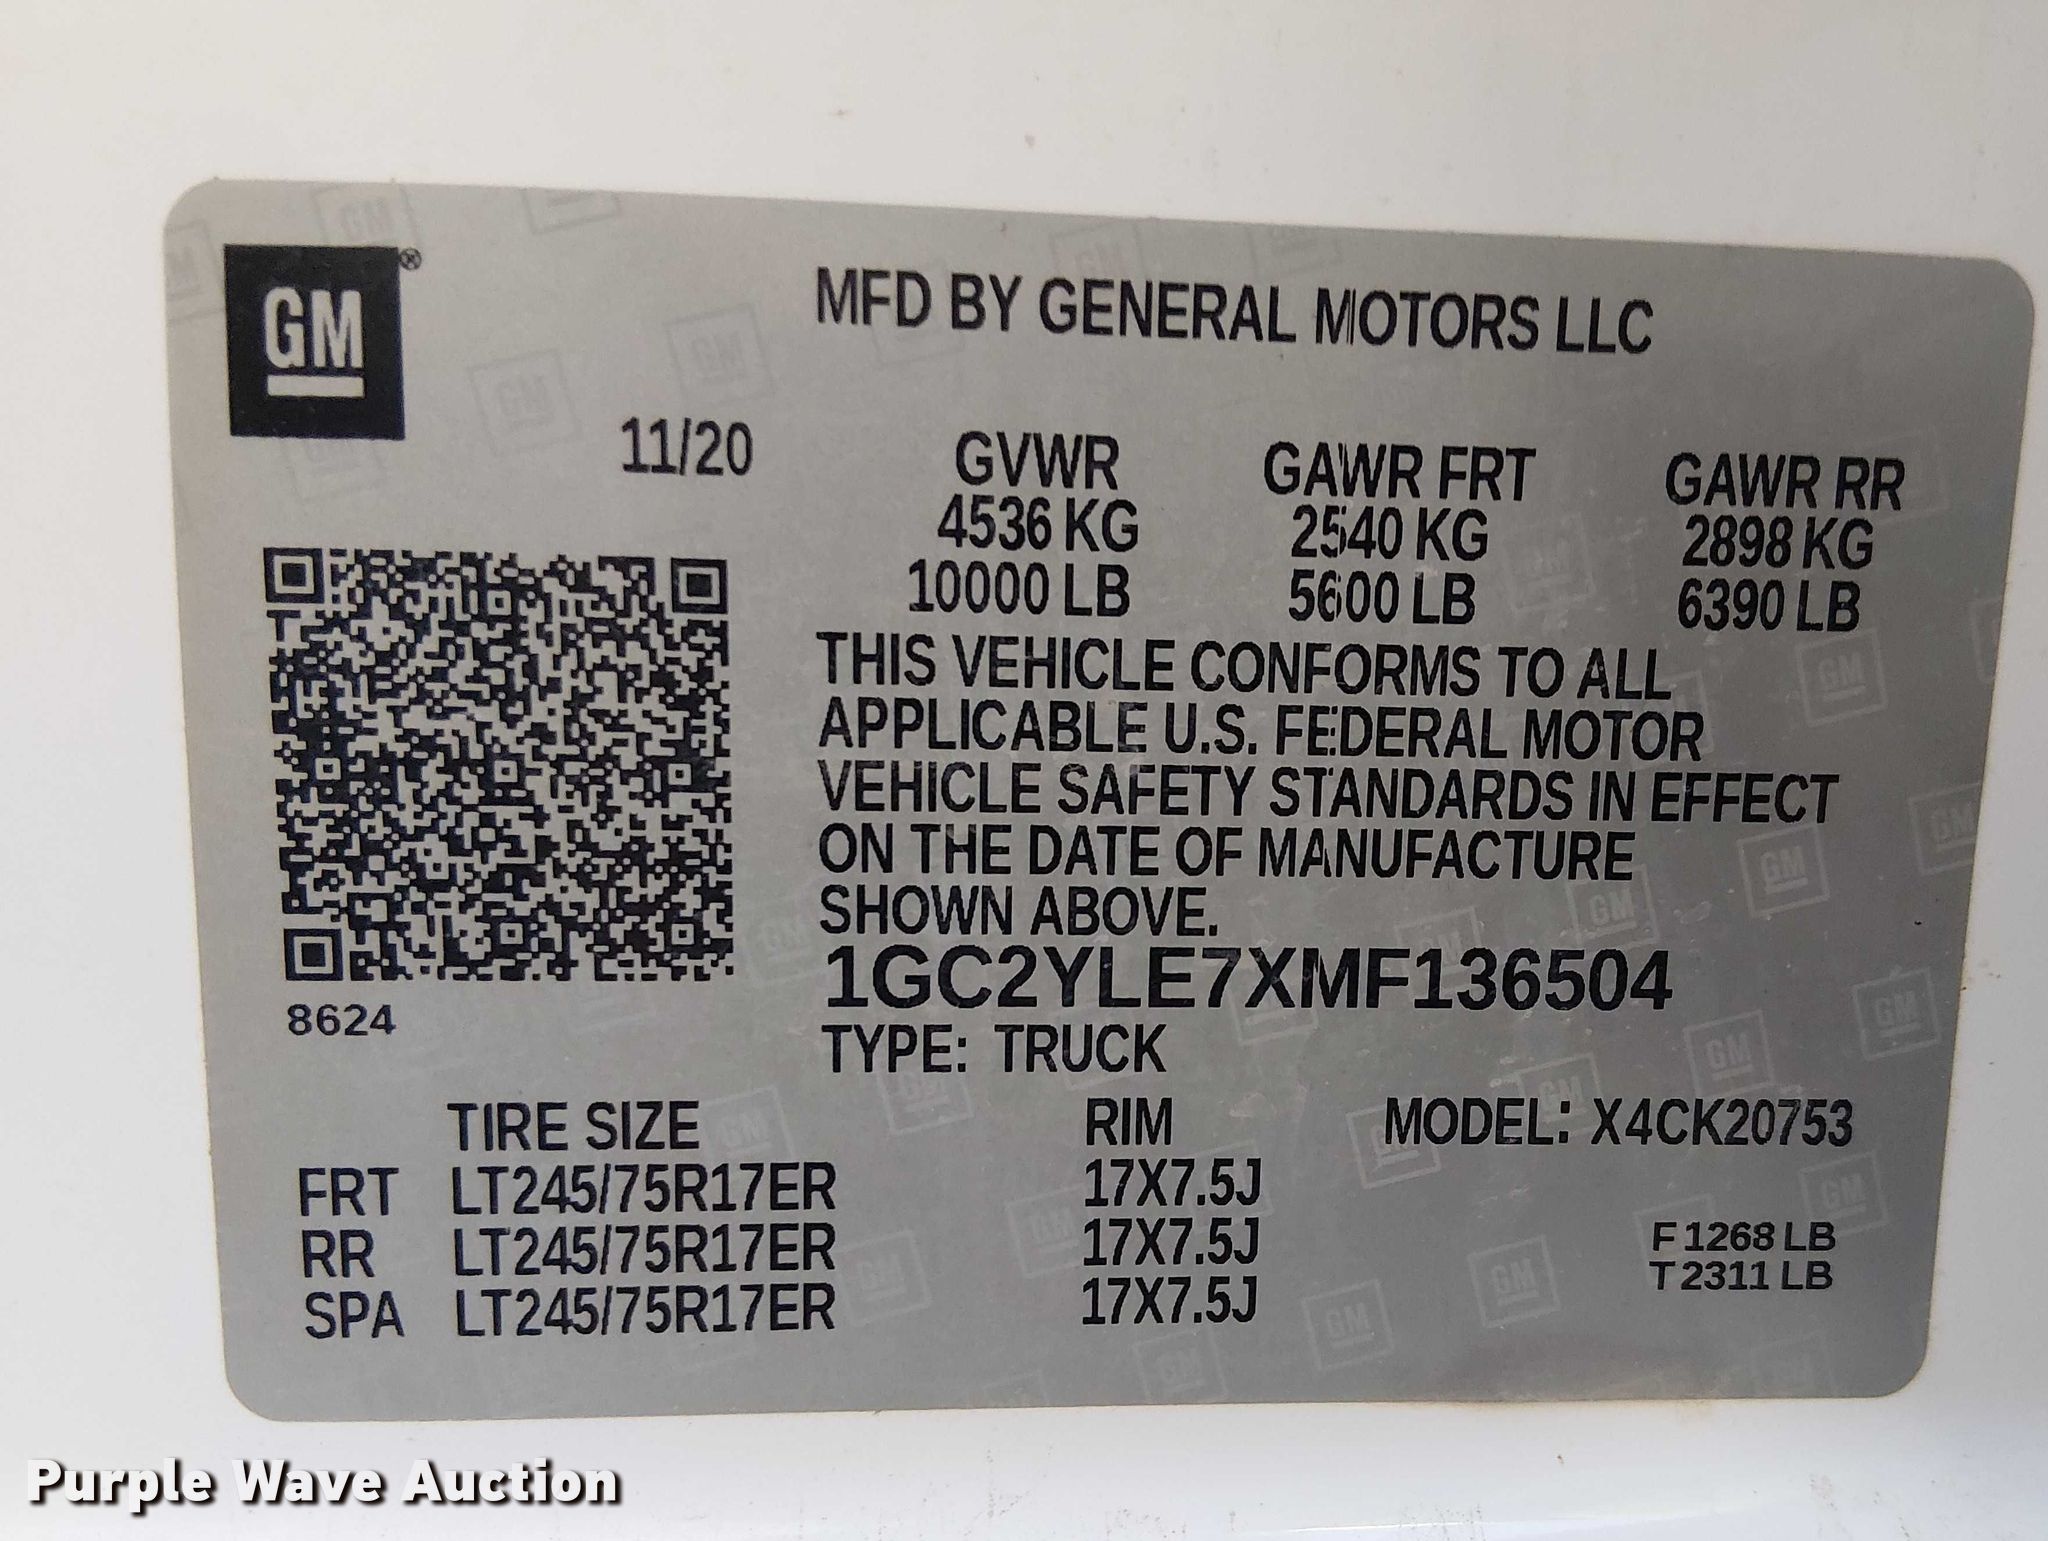 GM®
MFD BY GENERAL MOTORS LLC
11/20
GVWR GAWR FRT GAWR RR
4536 KG 2540 KG 2898 KG
10000 LB 5600 LB 6390 LB
THIS VEHICLE CONFORMS TO ALL
APPLICABLE U.S. FEDERAL MOTOR
VEHICLE SAFETY STANDARDS IN EFFECT
ON THE DATE OF MANUFACTURE
SHOWN ABOVE.
1GC2YLE7XMF136504
8624
TYPE: TRUCK
TIRE SIZE RIM MODEL: X4CK20753
FRT LT245/75R17ER 17X7.5J
RR LT245/75R17ER 17X7.5J
SPA LT245/75R17ER 17X7.5J
F 1268 LB
T 2311 LB
Purple Wave Auction